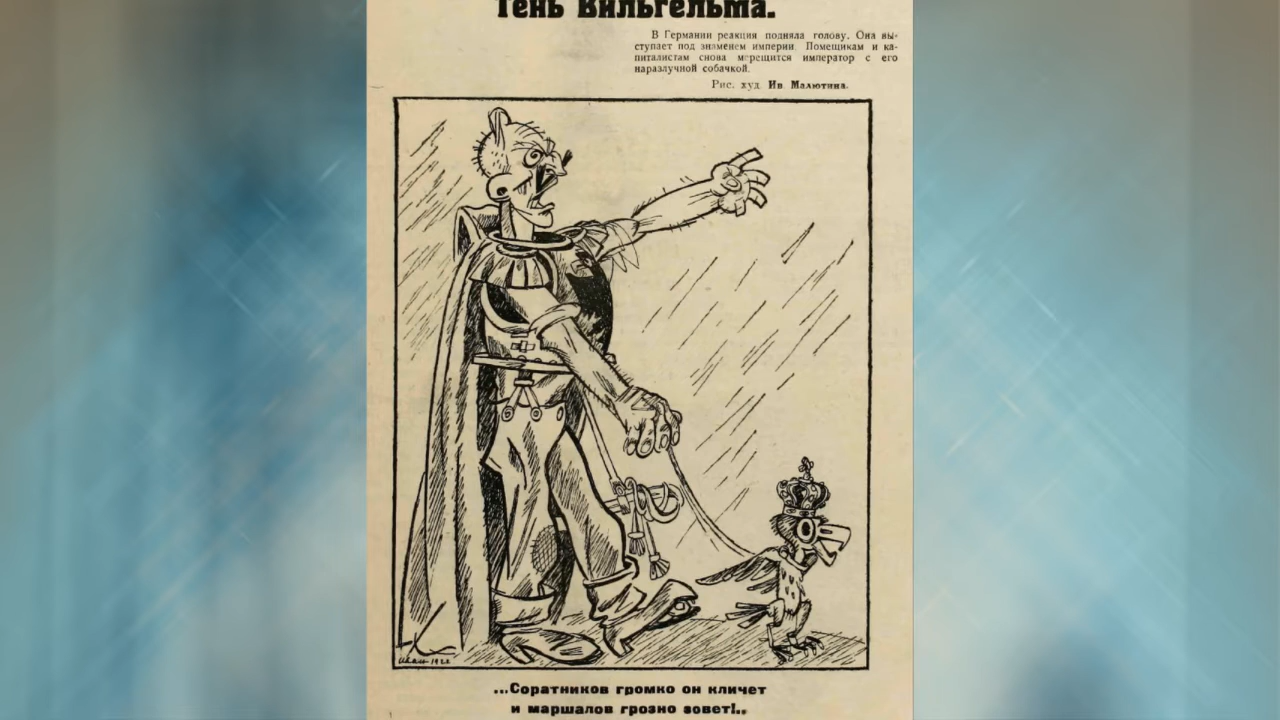 Тень Вильгельма.
В Германии реакция подняла голову. Она вы-
ступает под знаменем империи. Помещикам и ка-
питалистам снова мерещится император с его
наразлучной собачкой.
Рис. худ. Ив. Малютина.
...Соратников громко он кличет
и маршалов грозно зовет!..